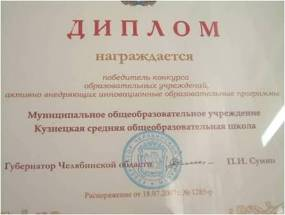 ДИПЛОМ
награждается
победитель конкурса
образовательных учреждений,
активно внедряющих инновационные образовательные программы
Муниципальное общеобразовательное учреждение
Кузнецкая средняя общеобразовательная школа
Губернатор Челябинской области П.И. Сумин
Распоряжение от 18.07.2007г. № 1285-р